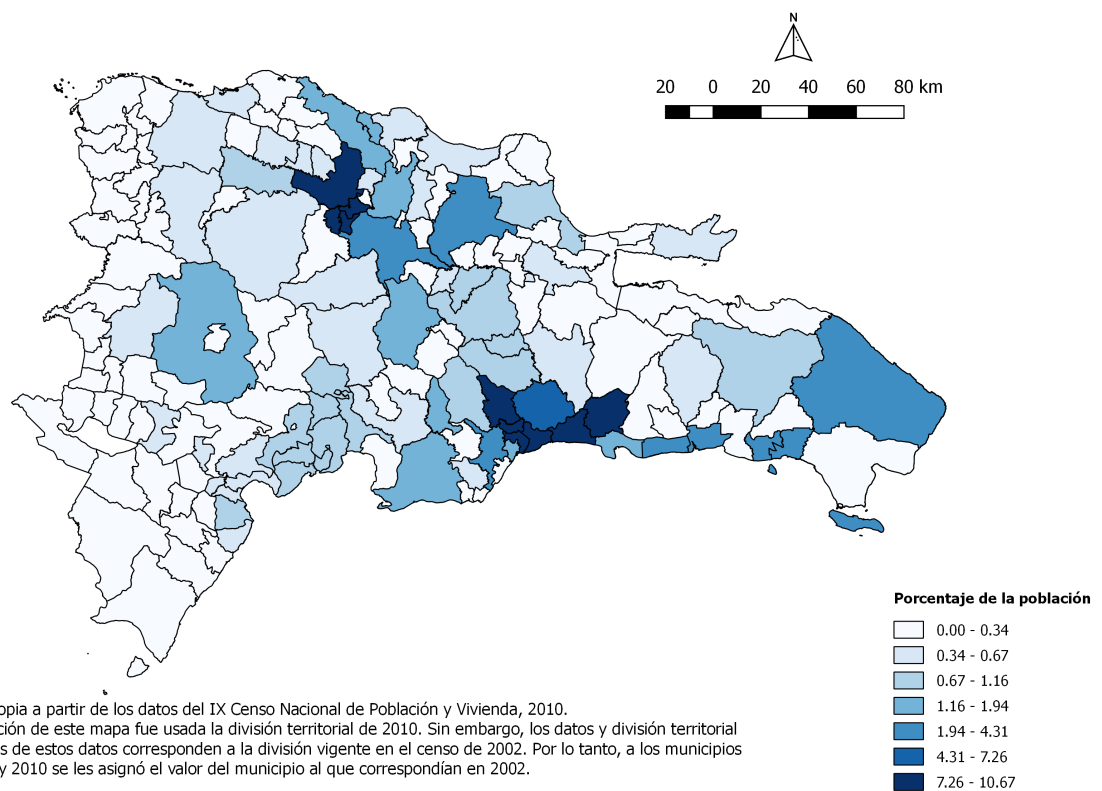 N
20 0 20 40 60 80 km
Porcentaje de la población
0.00 - 0.34
0.34 - 0.67
0.67 - 1.16
1.16 - 1.94
1.94 - 4.31
4.31 - 7.26
7.26 - 10.67
opia a partir de los datos del IX Censo Nacional de Población y Vivienda, 2010.
ción de este mapa fue usada la división territorial de 2010. Sin embargo, los datos y división territorial
s de estos datos corresponden a la división vigente en el censo de 2002. Por lo tanto, a los municipios
y 2010 se les asignó el valor del municipio al que correspondían en 2002.